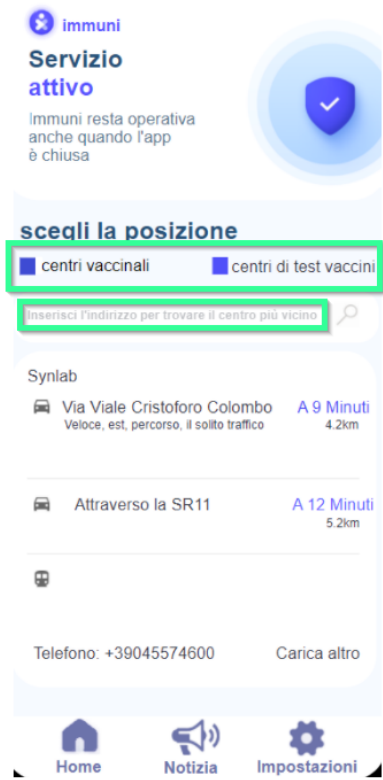 immuni
Servizio
attivo
Immuni resta operativa
anche quando l'app
è chiusa
scegli la posizione
centri vaccinali
centri di test vaccini
Inserisci l'indirizzo per trovare il centro più vicino
Synlab
Via Viale Cristoforo Colombo A 9 Minuti
Veloce, est, percorso, il solito traffico 4.2km
Attraverso la SR11 A 12 Minuti
5.2km
Telefono: +39045574600 Carica altro
Home Notizia Impostazioni